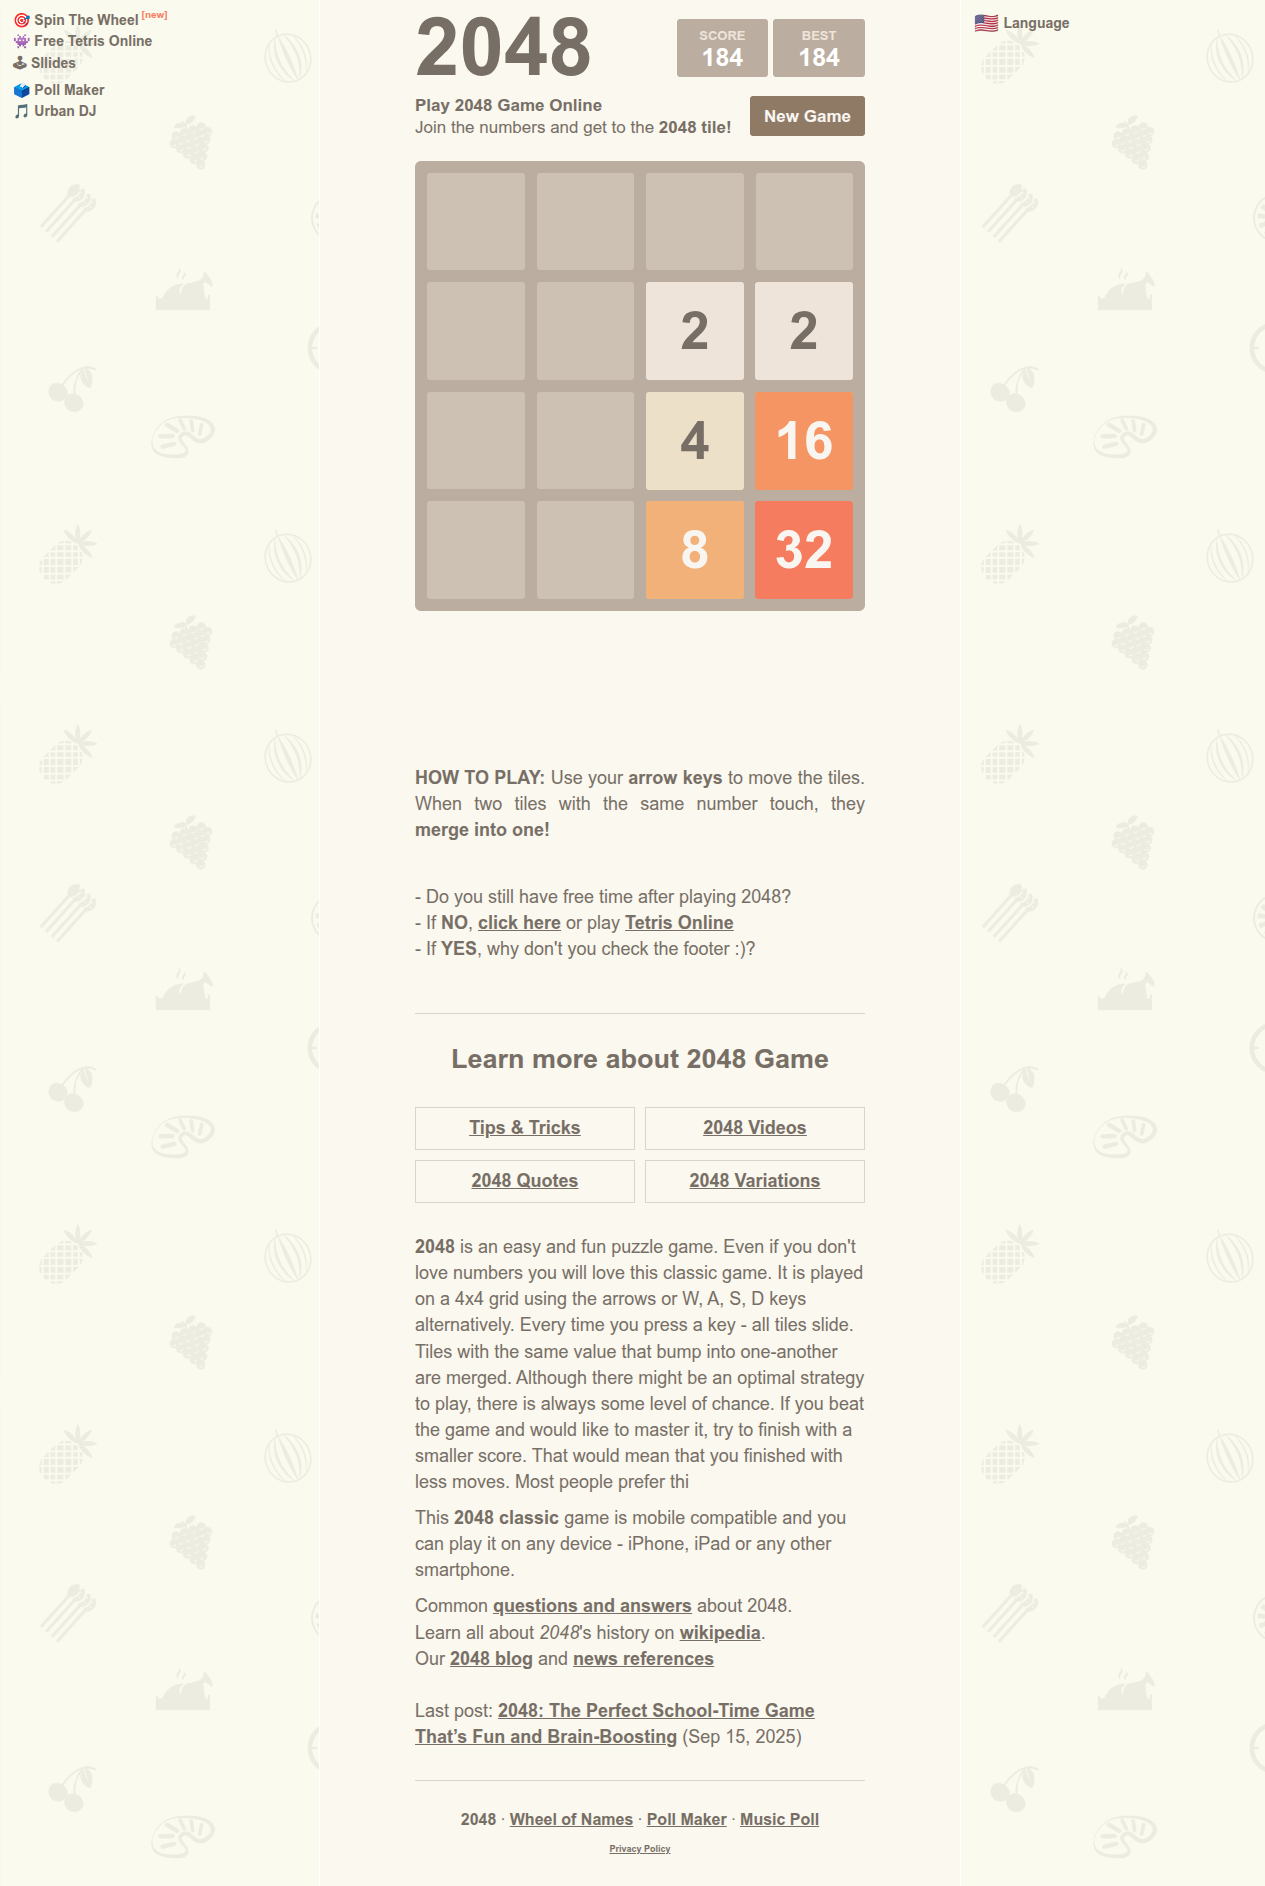 🎯 Spin The Wheel [new]
👾 Free Tetris Online
🕹 Sllides
🗳 Poll Maker
🎵 Urban DJ
🇺🇸 Language
2048
SCORE
184
BEST
184
Play 2048 Game Online
Join the numbers and get to the 2048 tile!
New Game
2 2
4 16
8 32
HOW TO PLAY: Use your arrow keys to move the tiles.
When two tiles with the same number touch, they
merge into one!
- Do you still have free time after playing 2048?
- If NO, click here or play Tetris Online
- If YES, why don't you check the footer :)?
Learn more about 2048 Game
Tips & Tricks
2048 Videos
2048 Quotes
2048 Variations
2048 is an easy and fun puzzle game. Even if you don't
love numbers you will love this classic game. It is played
on a 4x4 grid using the arrows or W, A, S, D keys
alternatively. Every time you press a key - all tiles slide.
Tiles with the same value that bump into one-another
are merged. Although there might be an optimal strategy
to play, there is always some level of chance. If you beat
the game and would like to master it, try to finish with a
smaller score. That would mean that you finished with
less moves. Most people prefer thi
This 2048 classic game is mobile compatible and you
can play it on any device - iPhone, iPad or any other
smartphone.
Common questions and answers about 2048.
Learn all about 2048's history on wikipedia.
Our 2048 blog and news references
Last post: 2048: The Perfect School-Time Game
That’s Fun and Brain-Boosting (Sep 15, 2025)
2048 · Wheel of Names · Poll Maker · Music Poll
Privacy Policy